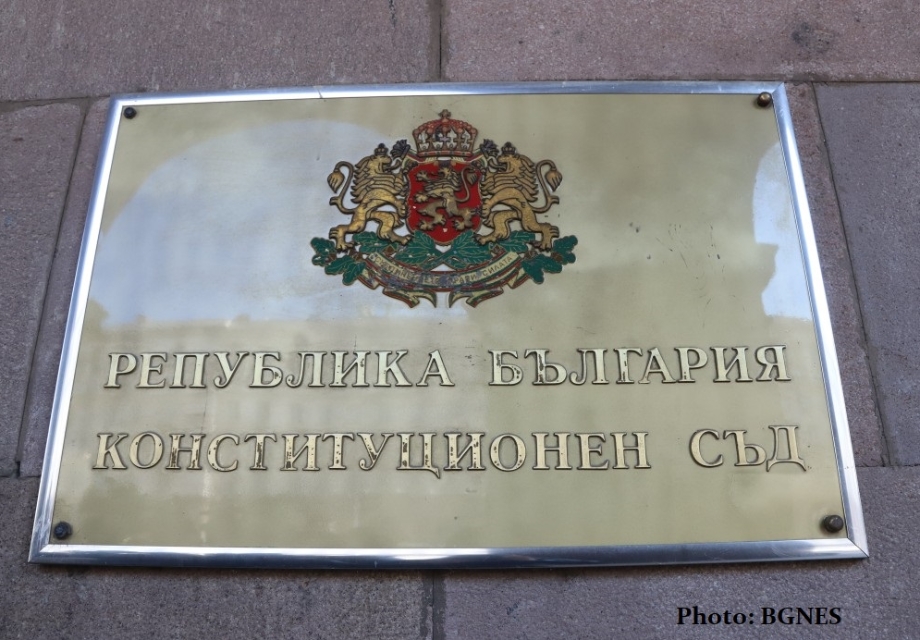 РЕПУБЛИКА БЪЛГАРИЯ
КОНСТИТУЦИОНЕН СЪД
Photo: BGNES